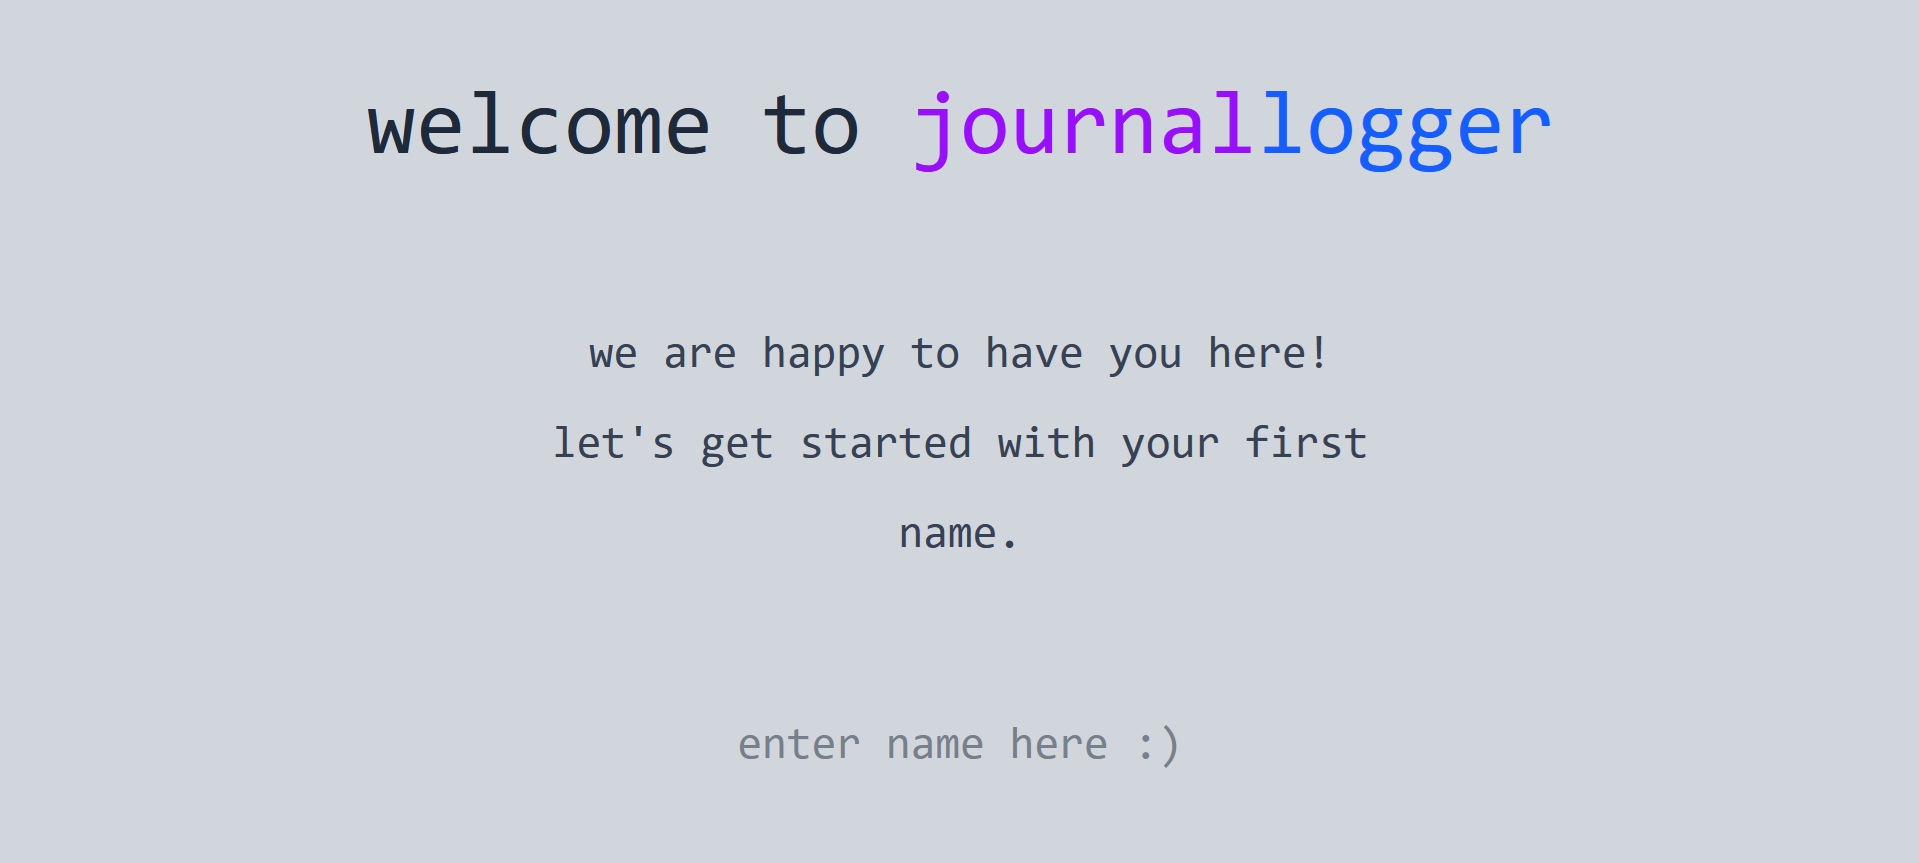 welcome to journallogger
we are happy to have you here!
let's get started with your first
name.
enter name here :)